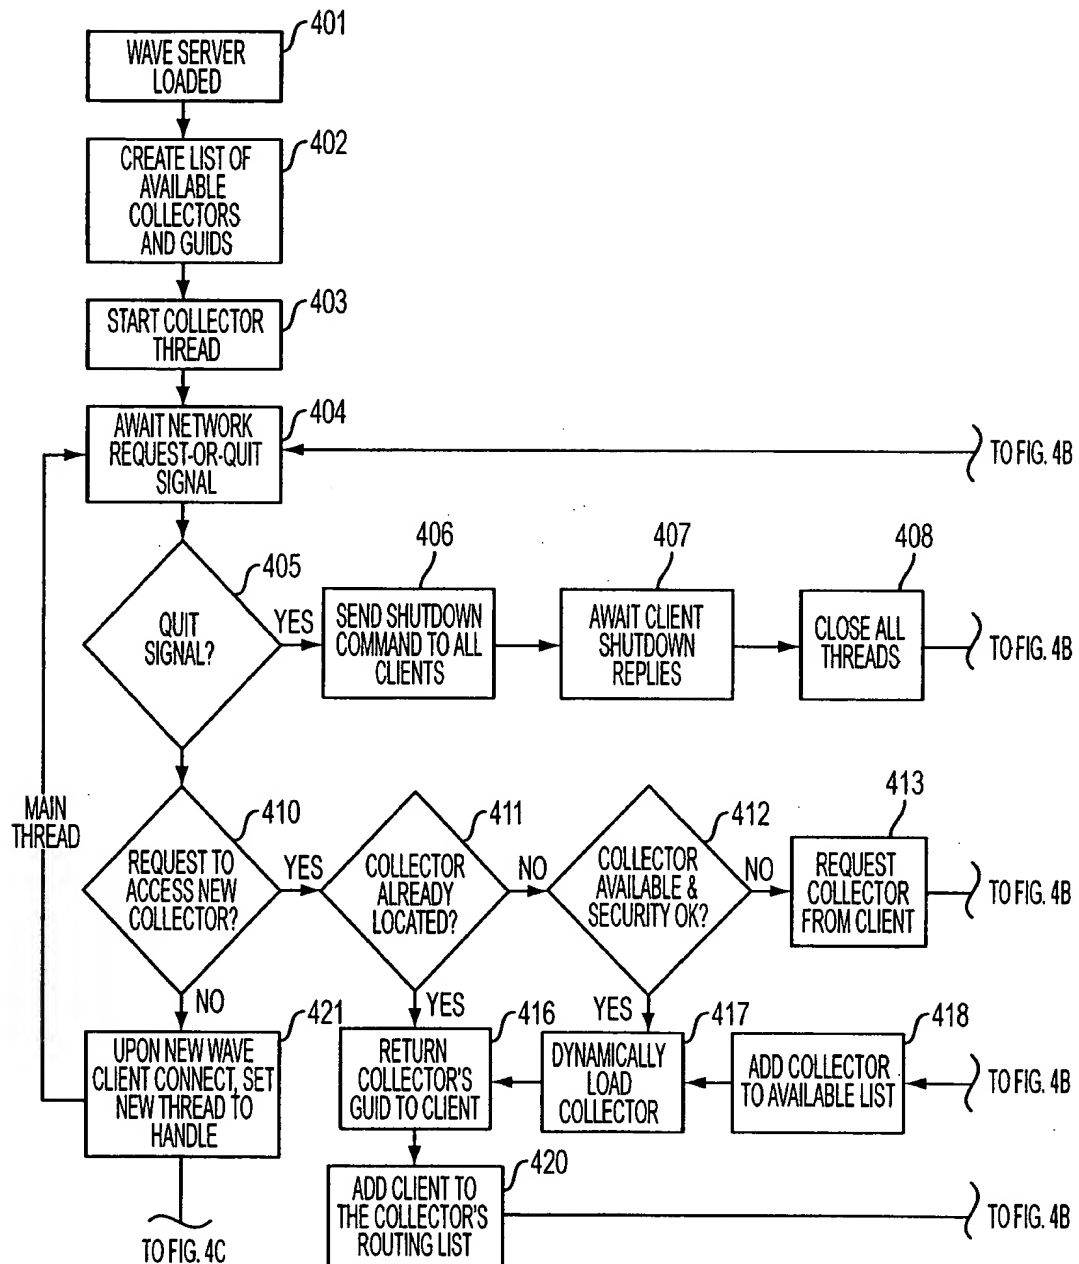 401
WAVE SERVER
LOADED
402
CREATE LIST OF
AVAILABLE
COLLECTORS
AND GUIDS
403
START COLLECTOR
THREAD
404
AWAIT NETWORK
REQUEST-OR-QUIT
SIGNAL
TO FIG. 4B
405
QUIT
SIGNAL?
YES
406
SEND SHUTDOWN
COMMAND TO ALL
CLIENTS
407
AWAIT CLIENT
SHUTDOWN
REPLIES
408
CLOSE ALL
THREADS
TO FIG. 4B
MAIN
THREAD
410
REQUEST TO
ACCESS NEW
COLLECTOR?
YES
411
COLLECTOR
ALREADY
LOCATED?
NO
412
COLLECTOR
AVAILABLE &
SECURITY OK?
NO
413
REQUEST
COLLECTOR
FROM CLIENT
TO FIG. 4B
NO
421
UPON NEW WAVE
CLIENT CONNECT, SET
NEW THREAD TO
HANDLE
YES
416
RETURN
COLLECTOR'S
GUID TO CLIENT
YES
417
DYNAMICALLY
LOAD
COLLECTOR
418
ADD COLLECTOR
TO AVAILABLE LIST
TO FIG. 4B
420
ADD CLIENT TO
THE COLLECTOR'S
ROUTING LIST
TO FIG. 4B
TO FIG. 4C